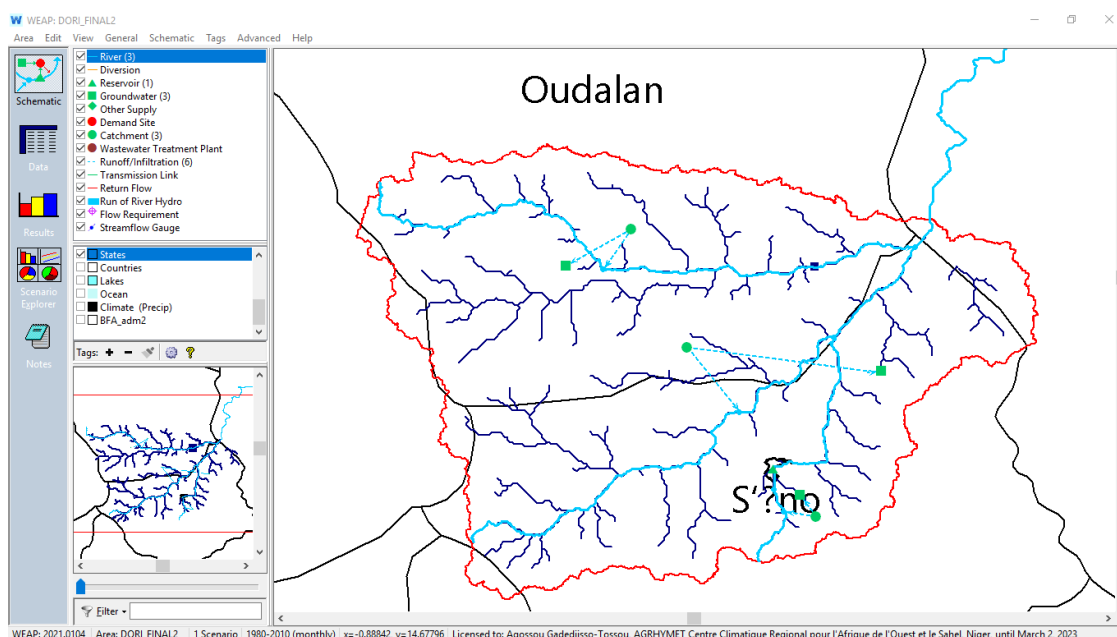 W WEAP: DORI_FINAL2
Area Edit View General Schematic Tags Advanced Help
Schematic
Data
Results
Scenario
Explorer
Notes
River (3)
Diversion
Reservoir (1)
Groundwater (3)
Other Supply
Demand Site
Catchment (3)
Wastewater Treatment Plant
Runoff/Infiltration (6)
Transmission Link
Return Flow
Run of River Hydro
Flow Requirement
Streamflow Gauge
States
Countries
Lakes
Ocean
Climate (Precip)
BFA_adm2
Tags:
Filter
Oudalan
S'?no
WEAP: 2021.0104 Area: DORI_FINAL2 1 Scenario 1980-2010 (monthly) x=-0.88842 y=14.67796 Licensed to: Agossou Gadedjisso-Tossou, AGRHYMET Centre Climatique Regional pour l'Afrique de l'Ouest et le Sahel, Niger, until March 2, 2023